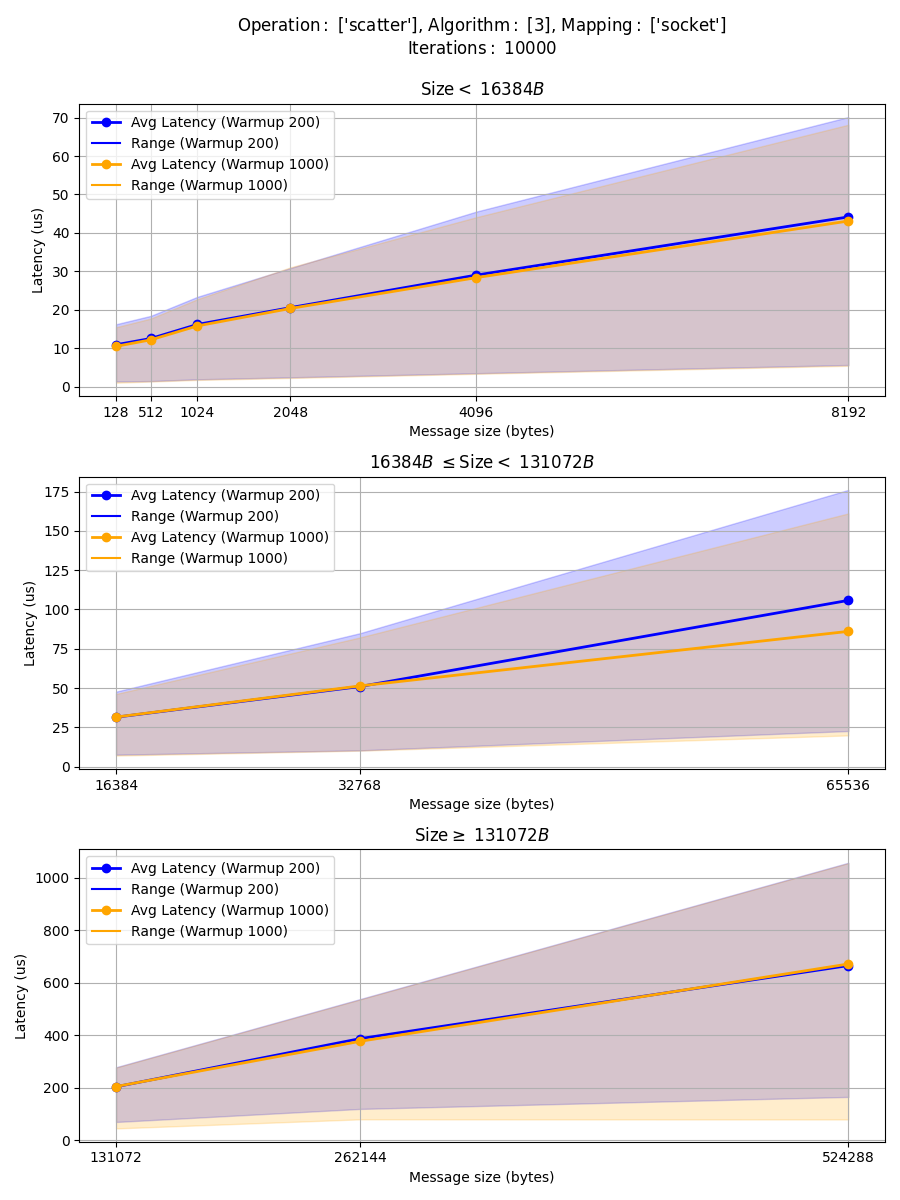 Operation : ['scatter'], Algorithm : [3], Mapping : ['socket']
Iterations : 10000
Size < 16384B
Avg Latency (Warmup 200)
Range (Warmup 200)
Avg Latency (Warmup 1000)
Range (Warmup 1000)
70
60
50
40
30
20
10
0
Latency (us)
128 512 1024 2048 4096 8192
Message size (bytes)
16384B ≤ Size < 131072B
Avg Latency (Warmup 200)
Range (Warmup 200)
Avg Latency (Warmup 1000)
Range (Warmup 1000)
175
150
125
100
75
50
25
0
Latency (us)
16384 32768 65536
Message size (bytes)
Size ≥ 131072B
Avg Latency (Warmup 200)
Range (Warmup 200)
Avg Latency (Warmup 1000)
Range (Warmup 1000)
1000
800
600
400
200
0
Latency (us)
131072 262144 524288
Message size (bytes)